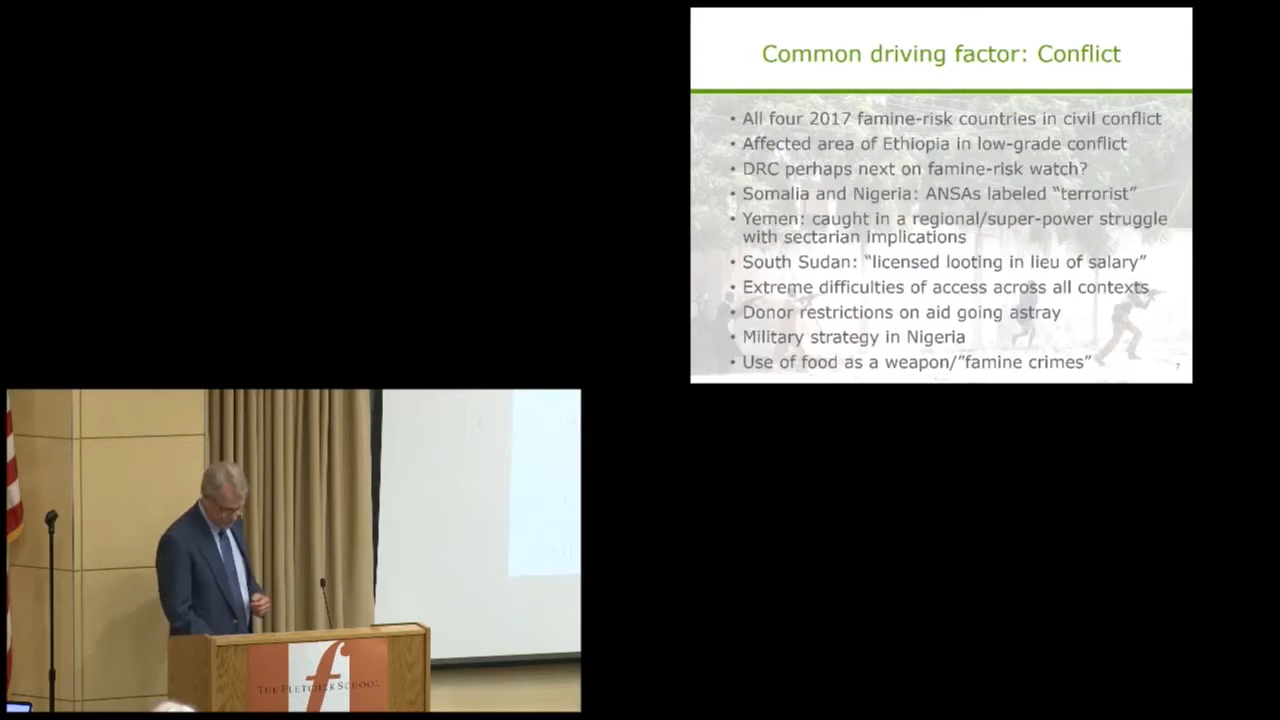 Common driving factor: Conflict
• All four 2017 famine-risk countries in civil conflict
• Affected area of Ethiopia in low-grade conflict
• DRC perhaps next on famine-risk watch?
• Somalia and Nigeria: ANSAs labeled “terrorist”
• Yemen: caught in a regional/super-power struggle
with sectarian implications
• South Sudan: “licensed looting in lieu of salary”
• Extreme difficulties of access across all contexts
• Donor restrictions on aid going astray
• Military strategy in Nigeria
• Use of food as a weapon/”famine crimes”
7
f
THE FLETCHER SCHOOL